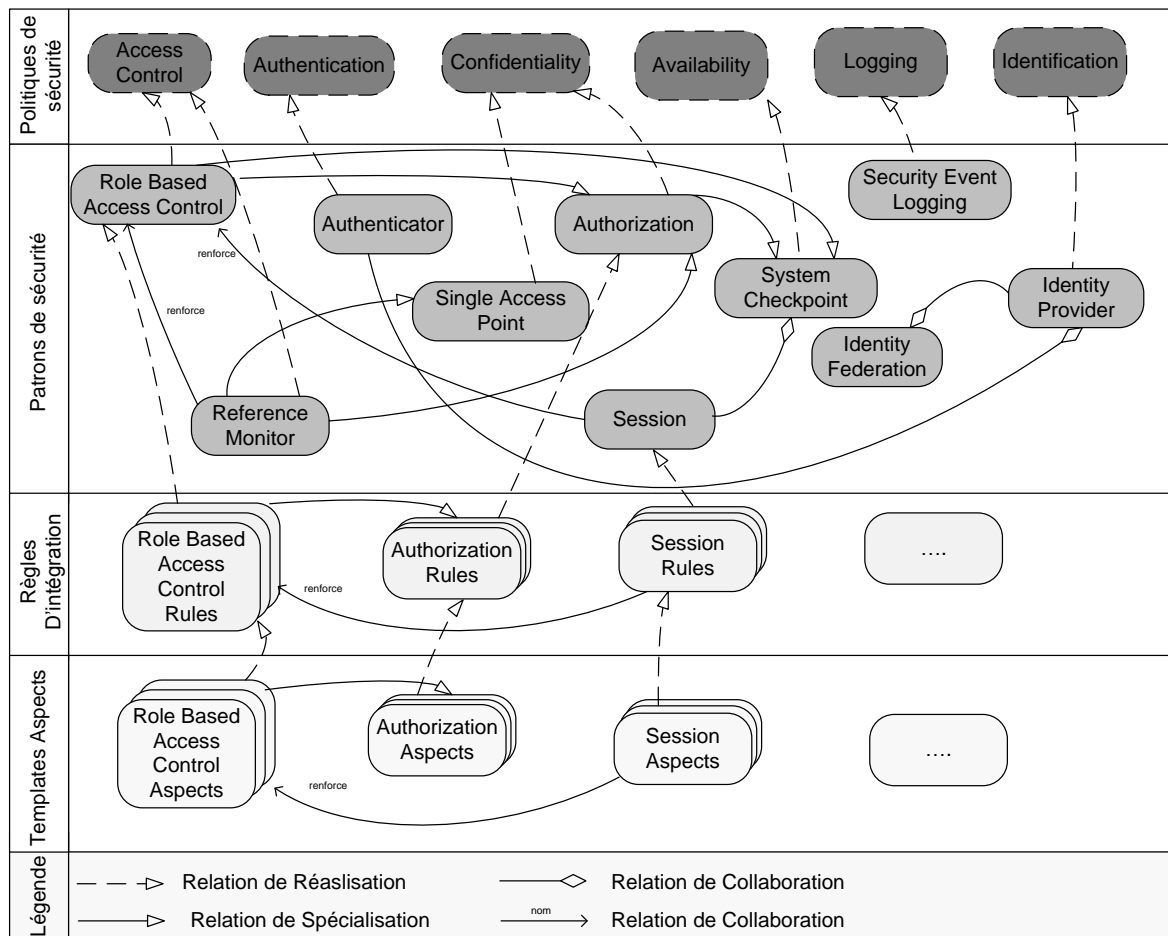 Politiques de
sécurité
Access
Control
Authentication
Confidentiality
Availability
Logging
Identification
Patrons de sécurité
Role Based
Access Control
Authenticator
Authorization
Security Event
Logging
renforce
System
Checkpoint
Identity
Provider
Single Access
Point
renforce
Identity
Federation
Reference
Monitor
Session
Règles
D'intégration
Role Based
Access
Control
Rules
Authorization
Rules
Session
Rules
....
renforce
Templates Aspects
Role Based
Access
Control
Aspects
Authorization
Aspects
Session
Aspects
....
renforce
Légende
Relation de Réaslisation
Relation de Collaboration
Relation de Spécialisation
nom
Relation de Collaboration